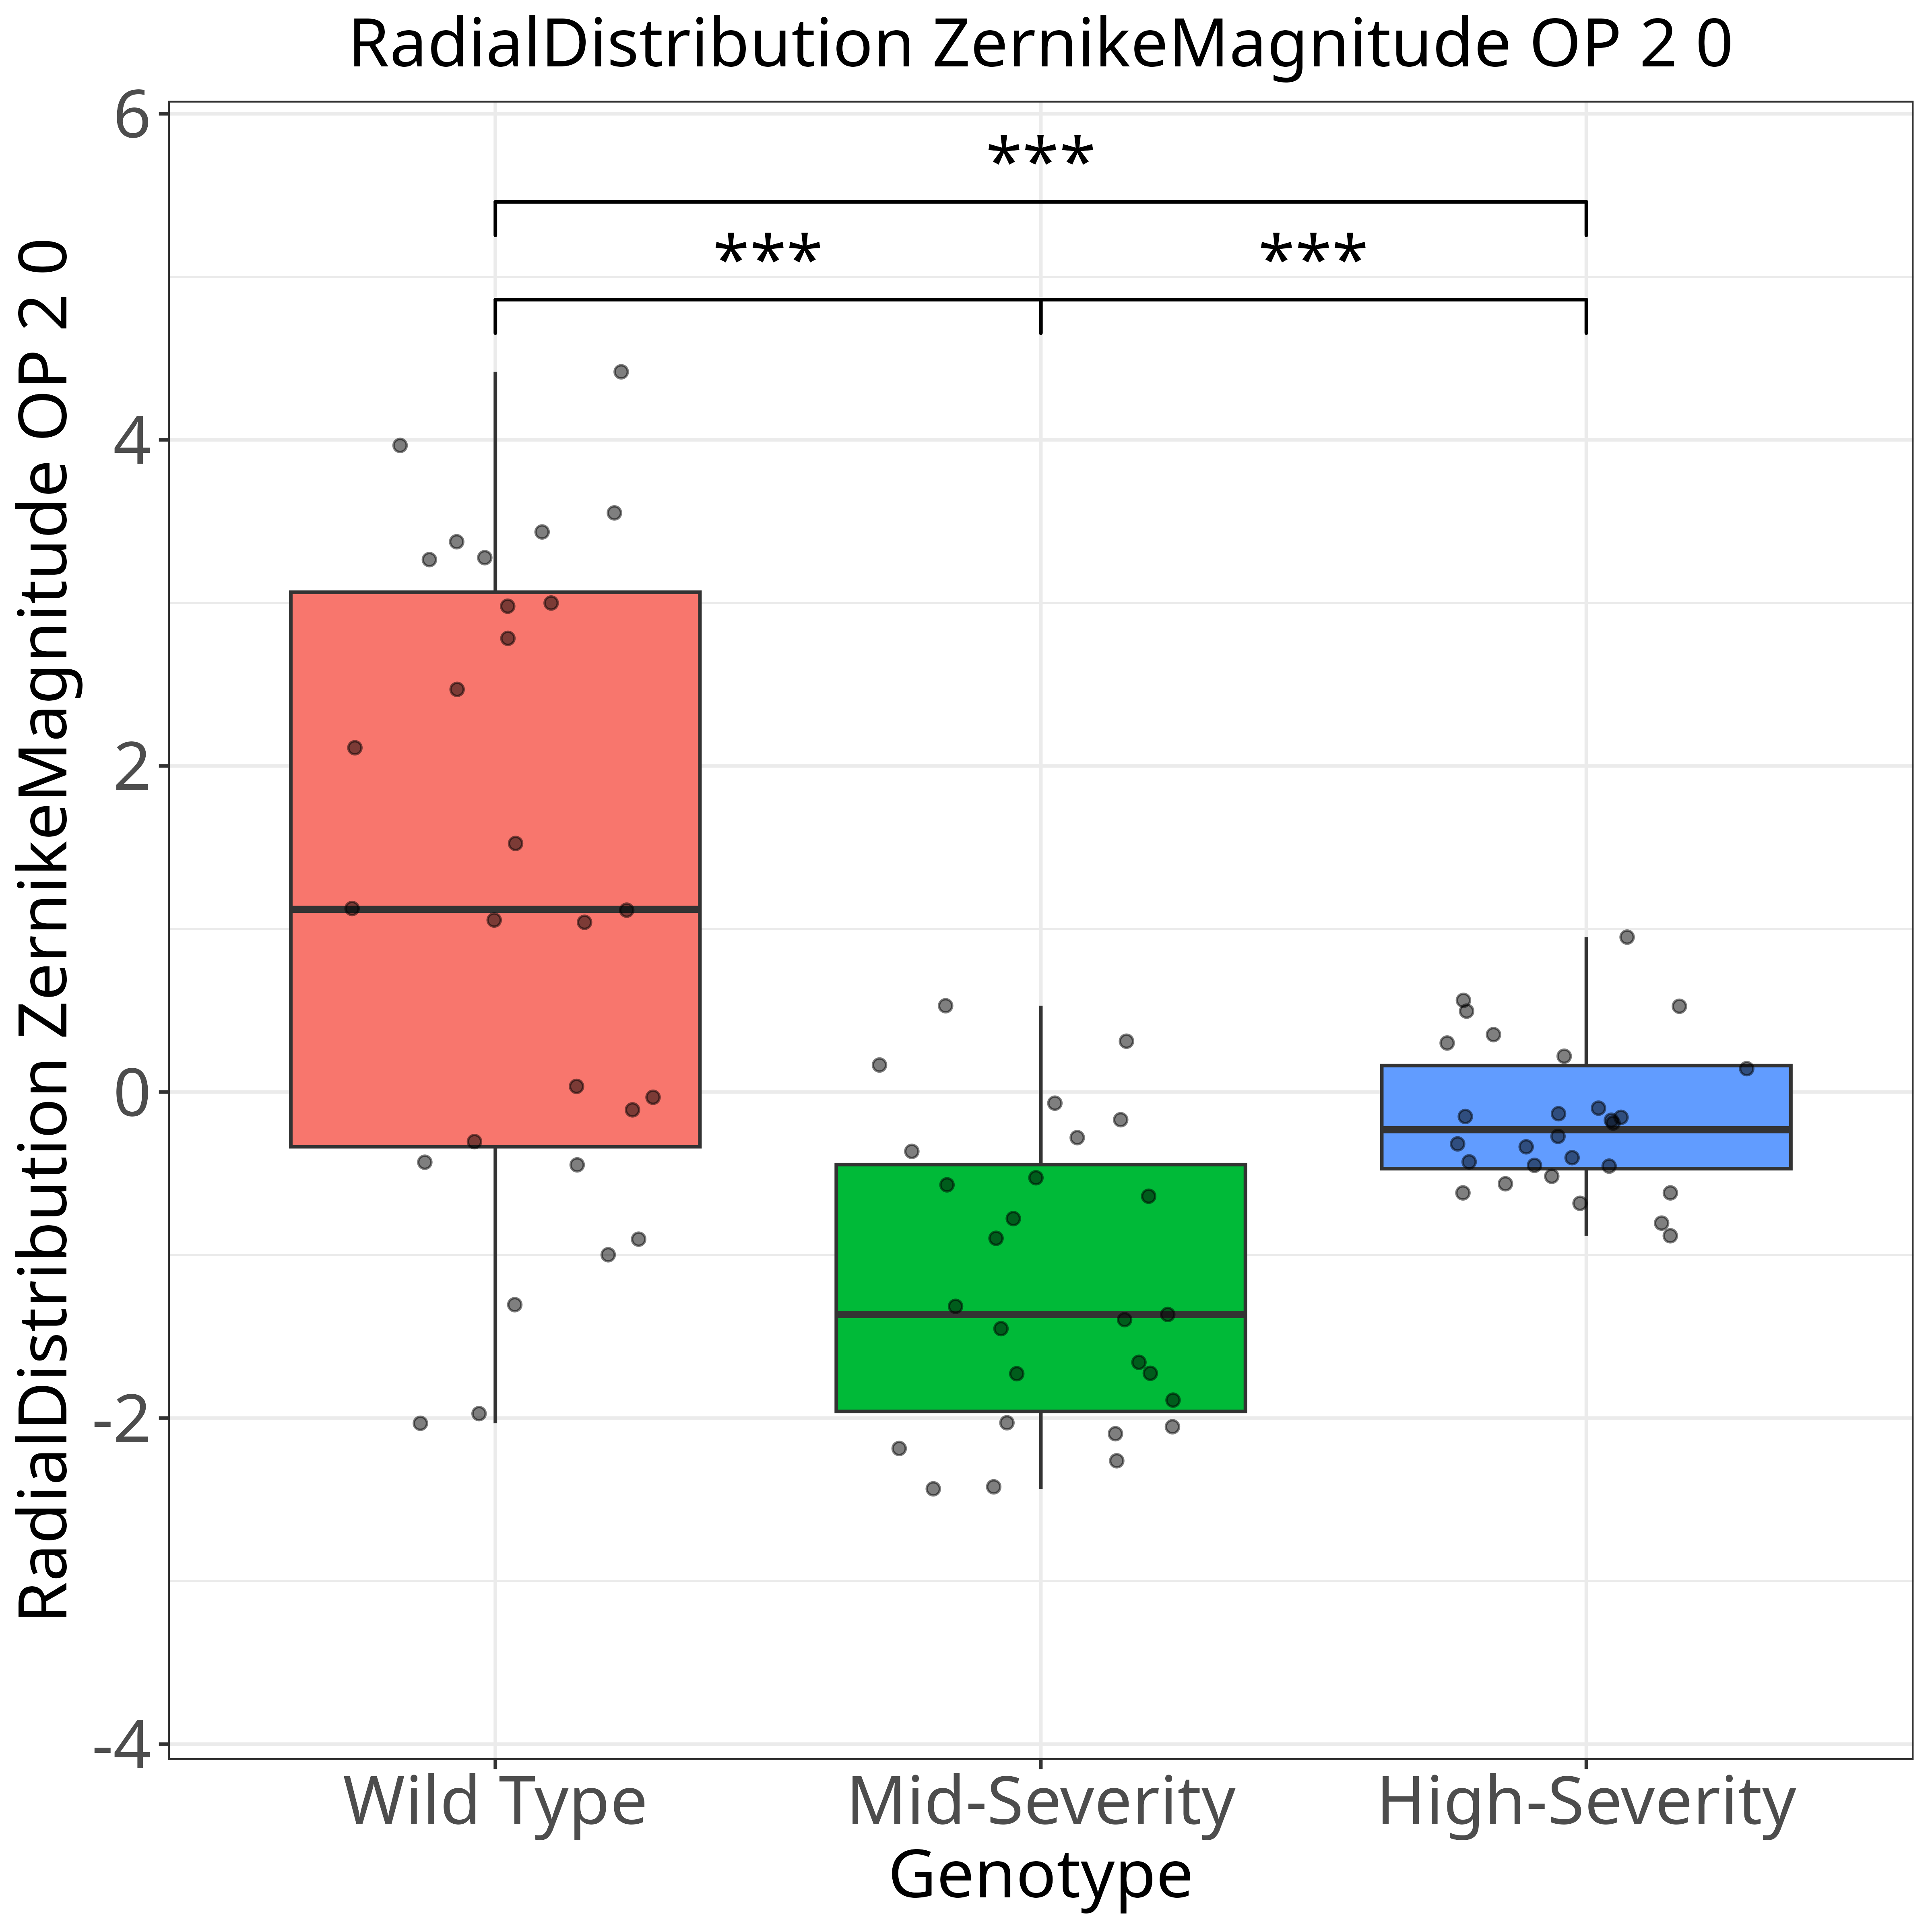 RadialDistribution ZernikeMagnitude OP 2 0
RadialDistribution ZernikeMagnitude OP 2 0
6
4
2
0
-2
-4
***
***
***
Wild Type
Mid-Severity
High-Severity
Genotype